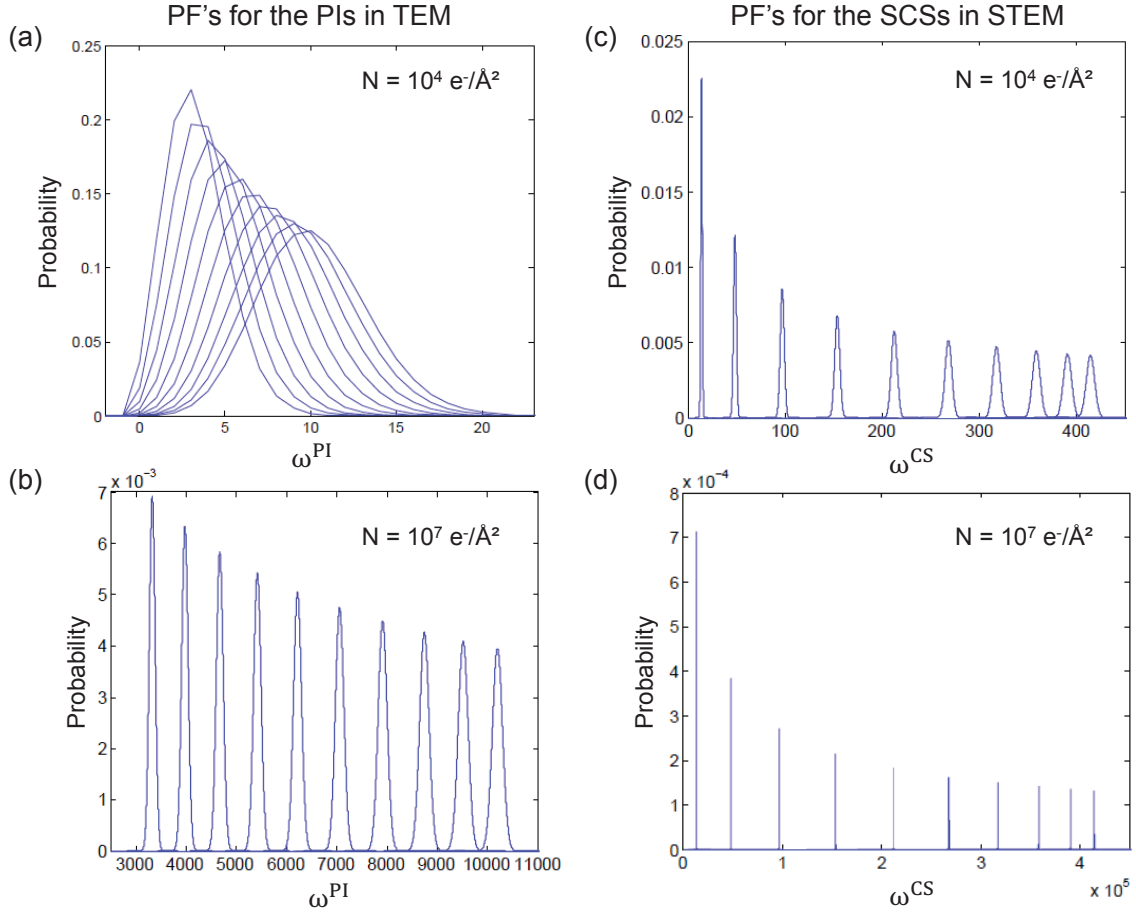 PF's for the PIs in TEM
PF's for the SCSs in STEM
(a)
N = 10⁴ e⁻/Å²
0.25
0.2
0.15
0.1
0.05
0
Probability
0
5
10
15
20
ω^PI
(c)
N = 10⁴ e⁻/Å²
0.025
0.02
0.015
0.01
0.005
0
Probability
0
100
200
300
400
ω^CS
(b)
x 10⁻³
N = 10⁷ e⁻/Å²
7
6
5
4
3
2
1
0
Probability
3000
4000
5000
6000
7000
8000
9000
10000
11000
ω^PI
(d)
x 10⁻⁴
N = 10⁷ e⁻/Å²
8
7
6
5
4
3
2
1
0
Probability
0
1
2
3
4
x 10⁵
ω^CS